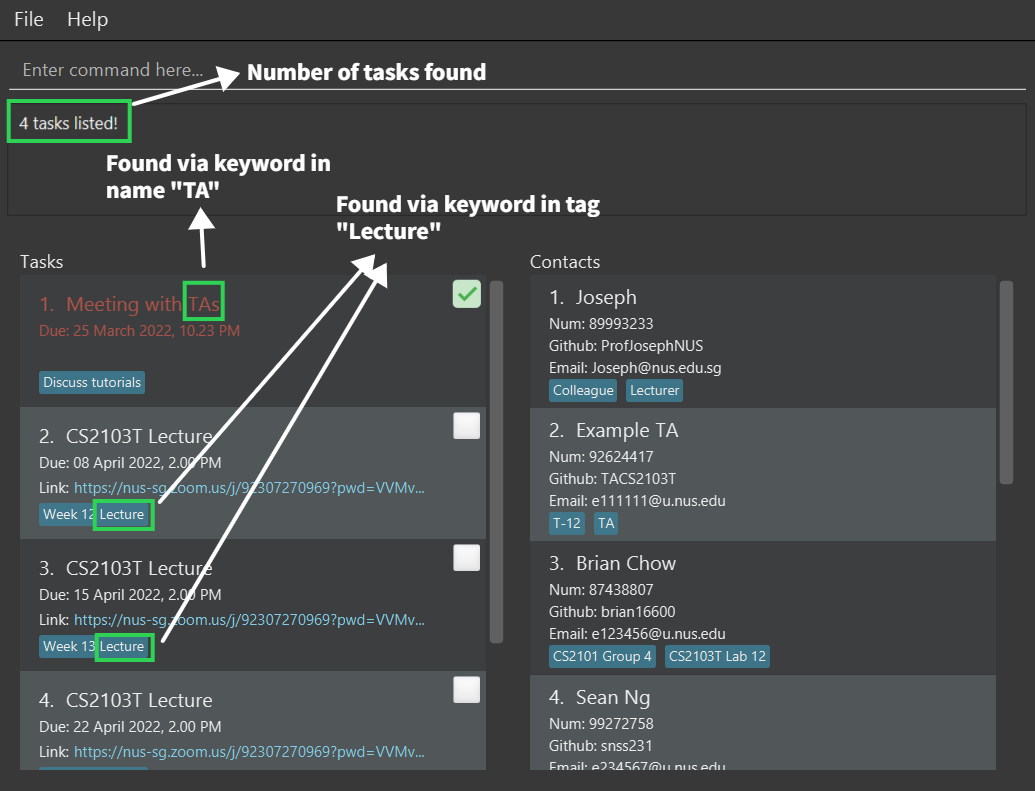 File Help
Enter command here...
Number of tasks found
4 tasks listed!
Found via keyword in
name "TA"
Found via keyword in tag
"Lecture"
Tasks
1. Meeting with TAs
Due: 25 March 2022, 10.23 PM
Discuss tutorials
2. CS2103T Lecture
Due: 08 April 2022, 2.00 PM
Link: https://nus-sg.zoom.us/j/92307270969?pwd=VVMv...
Week 12 Lecture
3. CS2103T Lecture
Due: 15 April 2022, 2.00 PM
Link: https://nus-sg.zoom.us/j/92307270969?pwd=VVMv...
Week 13 Lecture
4. CS2103T Lecture
Due: 22 April 2022, 2.00 PM
Link: https://nus-sg.zoom.us/j/92307270969?pwd=VVMv...
Contacts
1. Joseph
Num: 89993233
Github: ProfJosephNUS
Email: Joseph@nus.edu.sg
Colleague Lecturer
2. Example TA
Num: 92624417
Github: TACS2103T
Email: e111111@u.nus.edu
T-12 TA
3. Brian Chow
Num: 87438807
Github: brian16600
Email: e123456@u.nus.edu
CS2101 Group 4 CS2103T Lab 12
4. Sean Ng
Num: 99272758
Github: snss231
Email: e234567@u.nus.edu